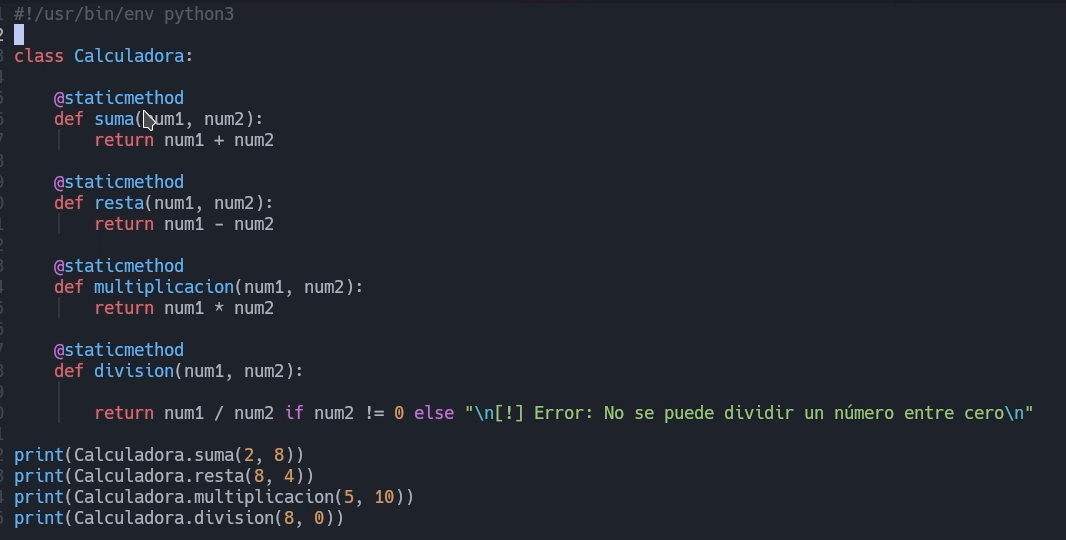 #!/usr/bin/env python3
class Calculadora:
@staticmethod
def suma(num1, num2):
return num1 + num2
@staticmethod
def resta(num1, num2):
return num1 - num2
@staticmethod
def multiplicacion(num1, num2):
return num1 * num2
@staticmethod
def division(num1, num2):
return num1 / num2 if num2 != 0 else "\n[!] Error: No se puede dividir un número entre cero\n"
print(Calculadora.suma(2, 8))
print(Calculadora.resta(8, 4))
print(Calculadora.multiplicacion(5, 10))
print(Calculadora.division(8, 0))